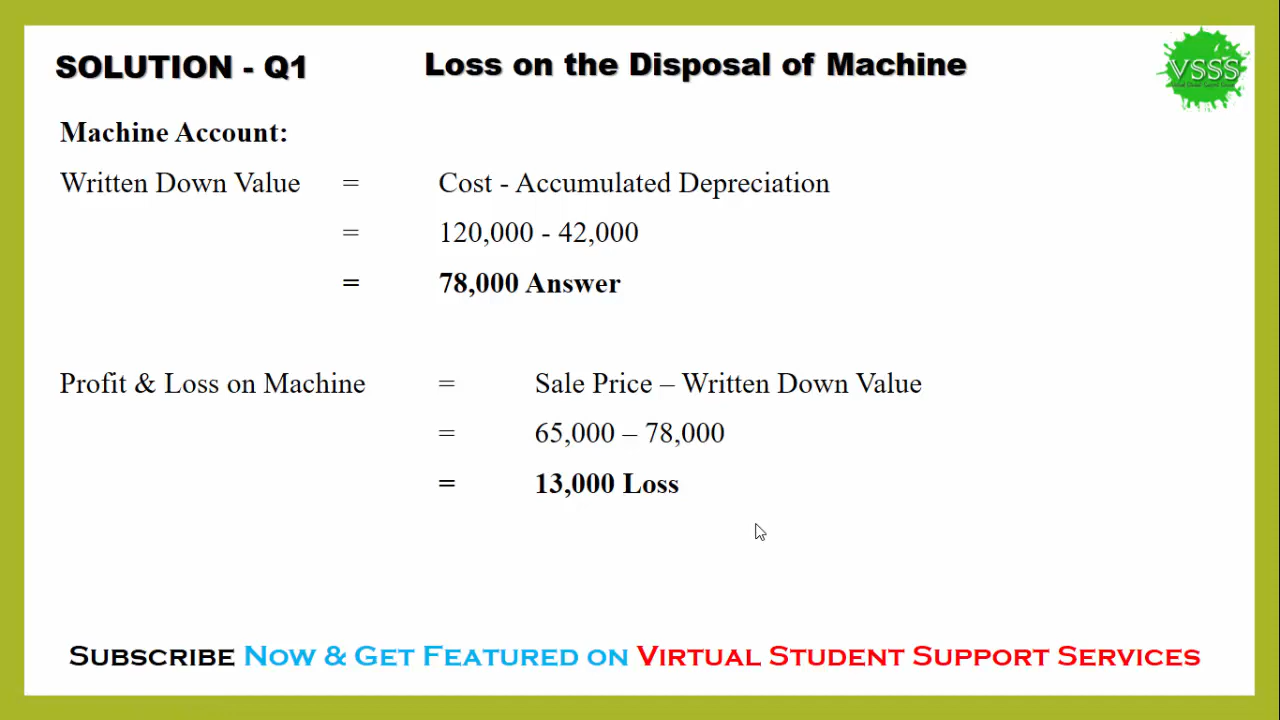 SOLUTION - Q1
Loss on the Disposal of Machine
VSSS
Machine Account:
Written Down Value = Cost - Accumulated Depreciation
= 120,000 - 42,000
= 78,000 Answer
Profit & Loss on Machine = Sale Price – Written Down Value
= 65,000 – 78,000
= 13,000 Loss
SUBSCRIBE NOW & GET FEATURED ON VIRTUAL STUDENT SUPPORT SERVICES